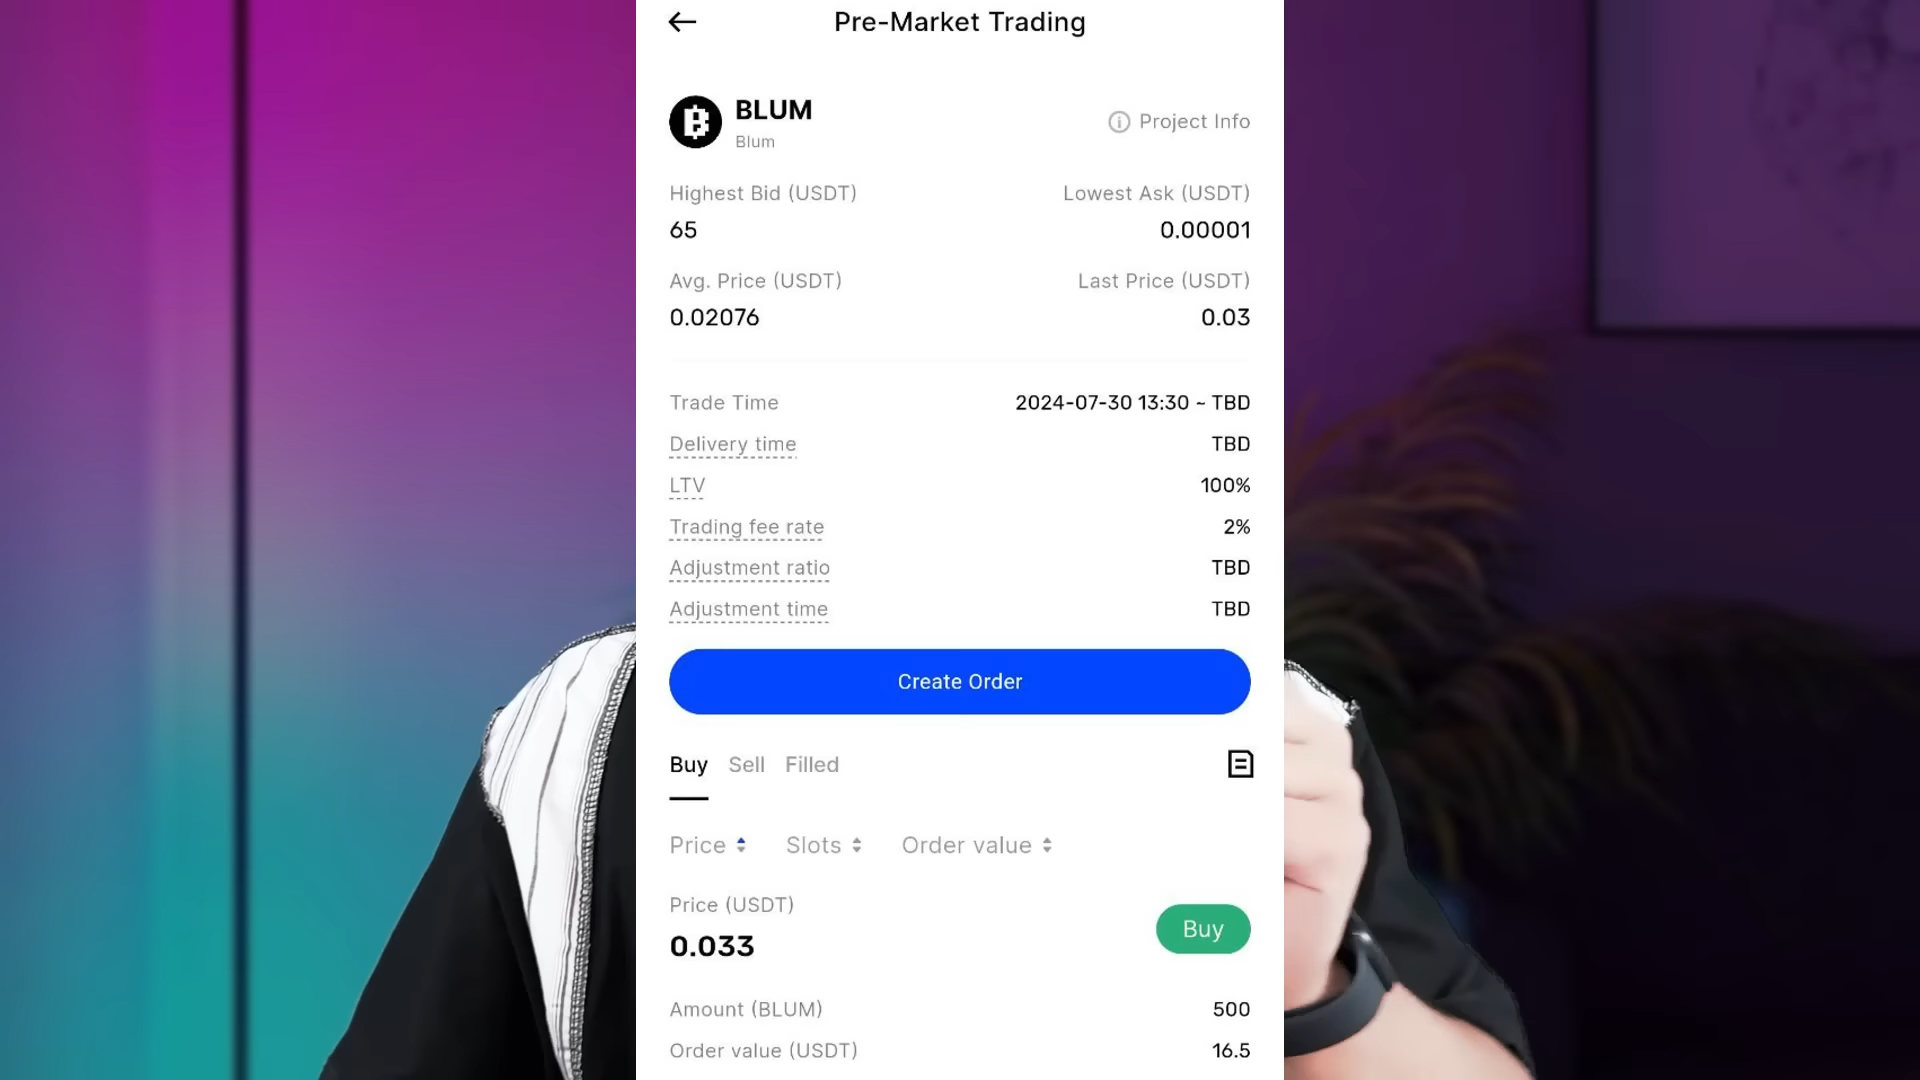 Pre-Market Trading
BLUM
Blum
Project Info
Highest Bid (USDT)
Lowest Ask (USDT)
65
0.00001
Avg. Price (USDT)
Last Price (USDT)
0.02076
0.03
Trade Time
2024-07-30 13:30 ~ TBD
Delivery time
TBD
LTV
100%
Trading fee rate
2%
Adjustment ratio
TBD
Adjustment time
TBD
Create Order
Buy Sell Filled
Price Slots Order value
Price (USDT)
0.033
Buy
Amount (BLUM)
500
Order value (USDT)
16.5